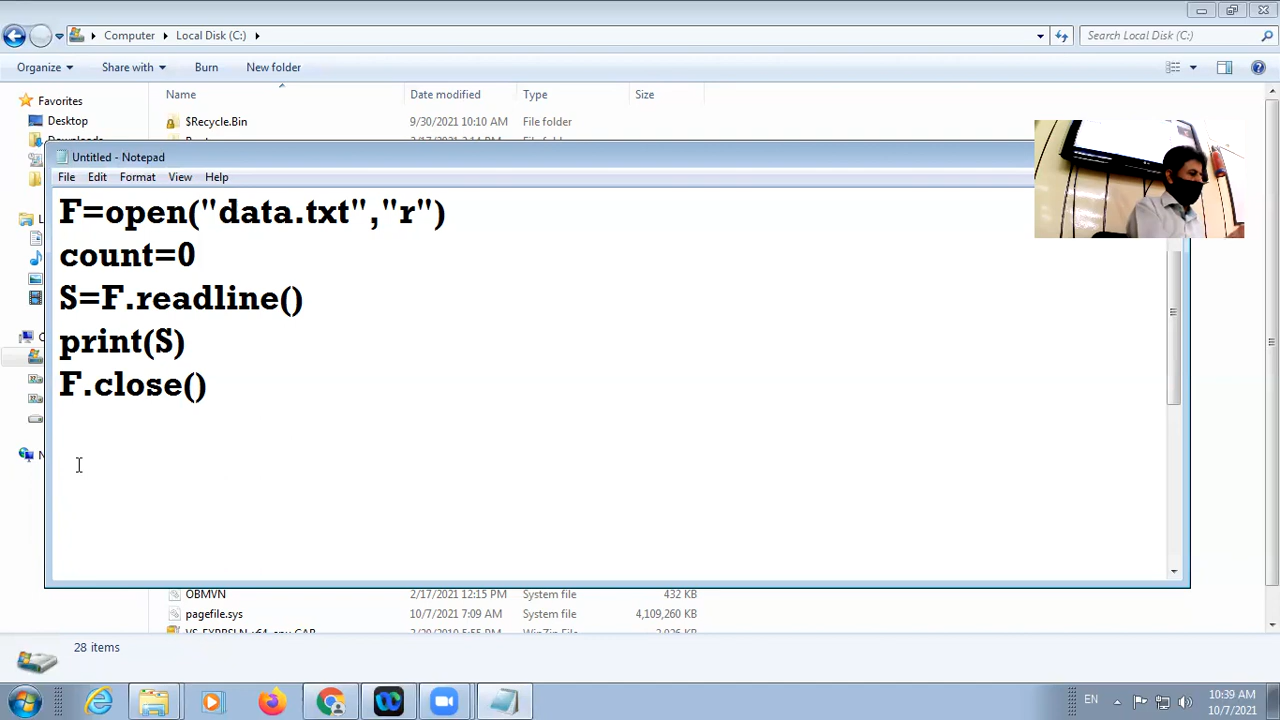 Computer Local Disk (C:)
Search Local Disk (C:)
Organize Share with Burn New folder
Favorites
Name Date modified Type Size
Desktop
$Recycle.Bin 9/30/2021 10:10 AM File folder
Untitled - Notepad
File Edit Format View Help
F=open("data.txt","r")
count=0
S=F.readline()
print(S)
F.close()
OBMVN 2/17/2021 12:15 PM System file 432 KB
pagefile.sys 10/7/2021 7:09 AM System file 4,109,260 KB
28 items
EN
10:39 AM
10/7/2021